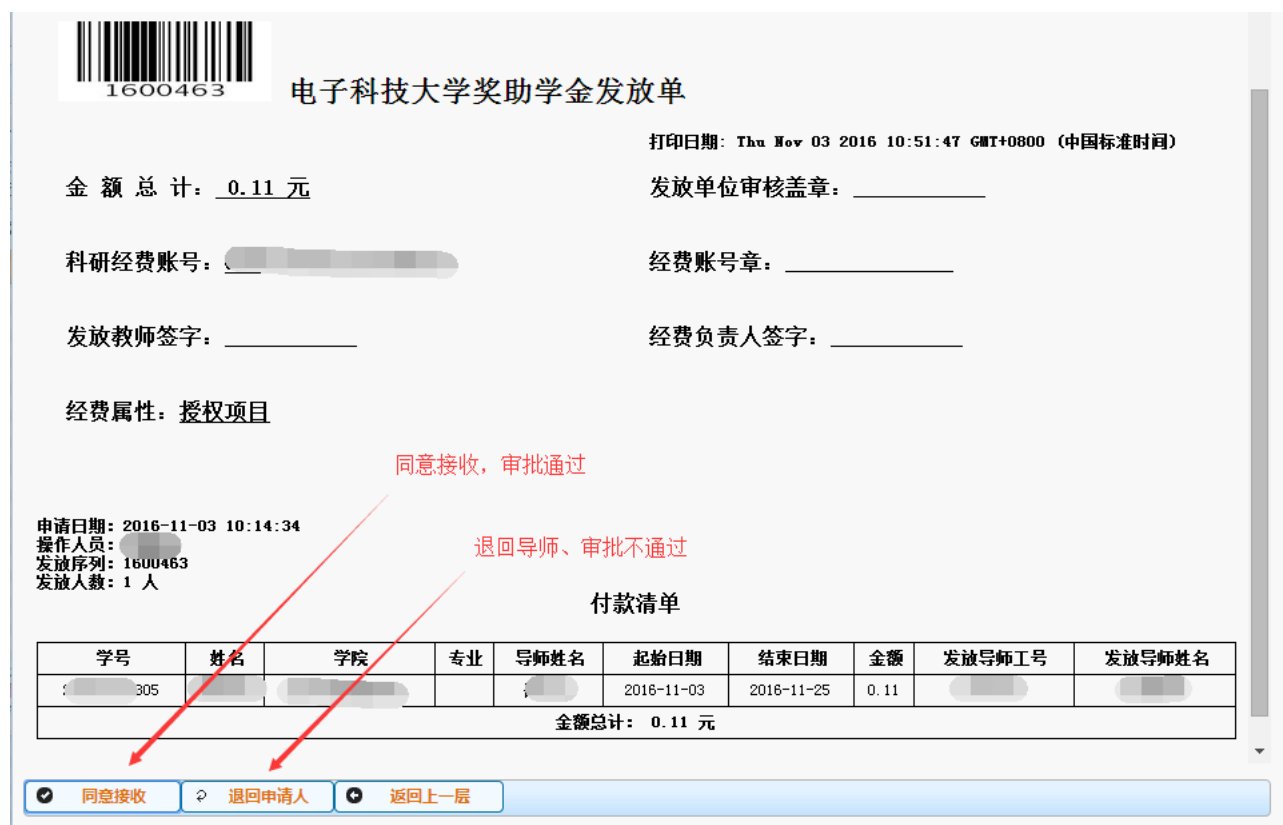 1600463
电子科技大学奖助学金发放单
打印日期: Thu Nov 03 2016 10:51:47 GMT+0800 (中国标准时间)
金 额 总 计: 0.11 元
发放单位审核盖章:
科研经费账号:
经费账号章:
发放教师签字:
经费负责人签字:
经费属性: 授权项目
同意接收，审批通过
申请日期: 2016-11-03 10:14:34
操作人员:
退回导师、审批不通过
发放序列: 1600463
发放人数: 1 人
付款清单
学号 姓名 学院 专业 导师姓名 起始日期 结束日期 金额 发放导师工号 发放导师姓名
305 2016-11-03 2016-11-25 0.11
金额总计: 0.11 元
同意接收 退回申请人 返回上一层